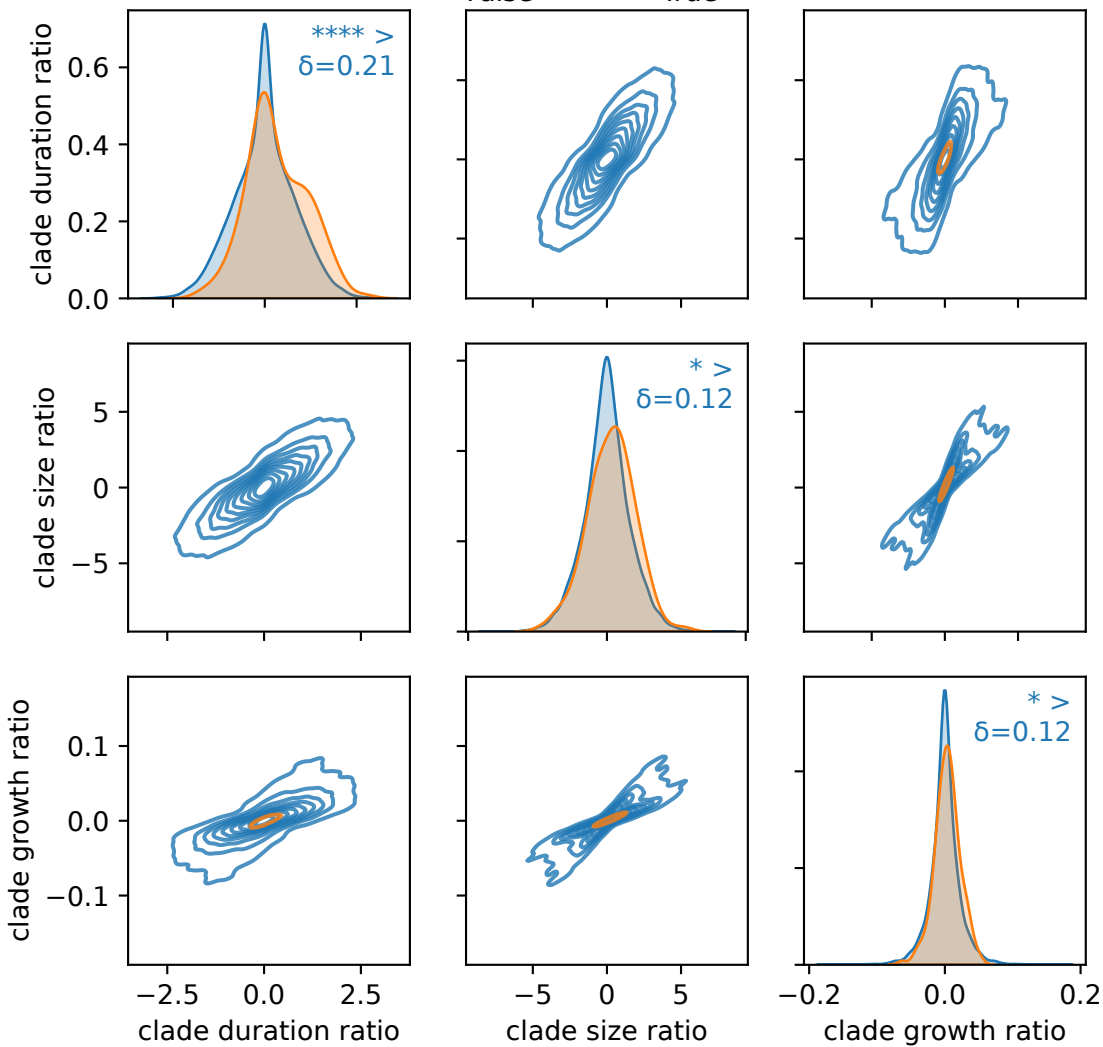 clade duration ratio
0.6
0.4
0.2
0.0
**** >
δ=0.21
clade size ratio
5
0
−5
* >
δ=0.12
clade growth ratio
0.1
0.0
−0.1
* >
δ=0.12
−2.5 0.0 2.5
−5 0 5
−0.2 0.0 0.2
clade duration ratio
clade size ratio
clade growth ratio